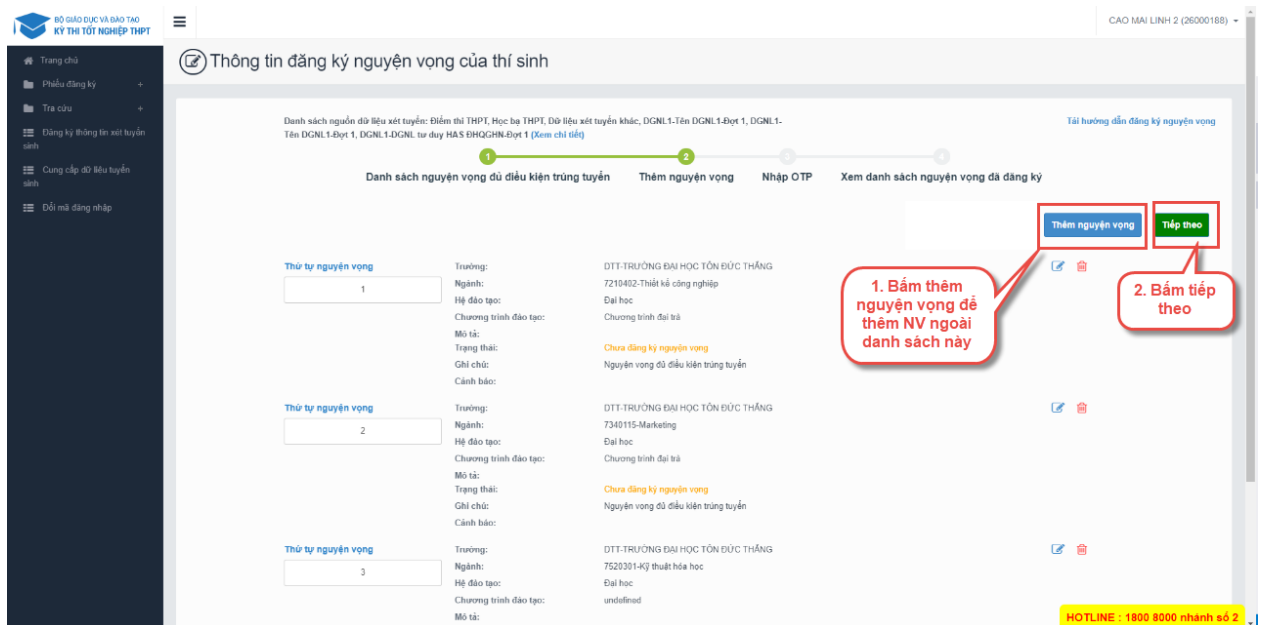 BỘ GIÁO DỤC VÀ ĐÀO TẠO
KỲ THI TỐT NGHIỆP THPT
CAO MAI LINH 2 (26000188)
Trang chủ
Phiếu đăng ký +
Tra cứu +
Đăng ký thông tin xét tuyển
sinh
Cung cấp dữ liệu tuyển
sinh
Đổi mã đăng nhập
Thông tin đăng ký nguyện vọng của thí sinh
Danh sách nguồn dữ liệu xét tuyển: Điểm thi THPT, Học bạ THPT, Dữ liệu xét tuyển khác, DGNL1-Tên DGNL1-Đợt 1, DGNL1-
Tên DGNL1-Đợt 1, DGNL1-DGNL tư duy HAS ĐHQGHN-Đợt 1 (Xem chi tiết)
Tải hướng dẫn đăng ký nguyện vọng
1 2 3 4
Danh sách nguyện vọng đủ điều kiện trúng tuyển Thêm nguyện vọng Nhập OTP Xem danh sách nguyện vọng đã đăng ký
Thêm nguyện vọng Tiếp theo
1. Bấm thêm
nguyện vọng để
thêm NV ngoài
danh sách này
2. Bấm tiếp
theo
Thứ tự nguyện vọng
1
Trường: DTT-TRƯỜNG ĐẠI HỌC TÔN ĐỨC THẮNG
Ngành: 7210402-Thiết kế công nghiệp
Hệ đào tạo: Đại học
Chương trình đào tạo: Chương trình đại trà
Mô tả:
Trạng thái: Chưa đăng ký nguyện vọng
Ghi chú: Nguyện vọng đủ điều kiện trúng tuyển
Cảnh báo:
Thứ tự nguyện vọng
2
Trường: DTT-TRƯỜNG ĐẠI HỌC TÔN ĐỨC THẮNG
Ngành: 7340115-Marketing
Hệ đào tạo: Đại học
Chương trình đào tạo: Chương trình đại trà
Mô tả:
Trạng thái: Chưa đăng ký nguyện vọng
Ghi chú: Nguyện vọng đủ điều kiện trúng tuyển
Cảnh báo:
Thứ tự nguyện vọng
3
Trường: DTT-TRƯỜNG ĐẠI HỌC TÔN ĐỨC THẮNG
Ngành: 7520301-Kỹ thuật hóa học
Hệ đào tạo: Đại học
Chương trình đào tạo: undefined
Mô tả:
HOTLINE : 1800 8000 nhánh số 2